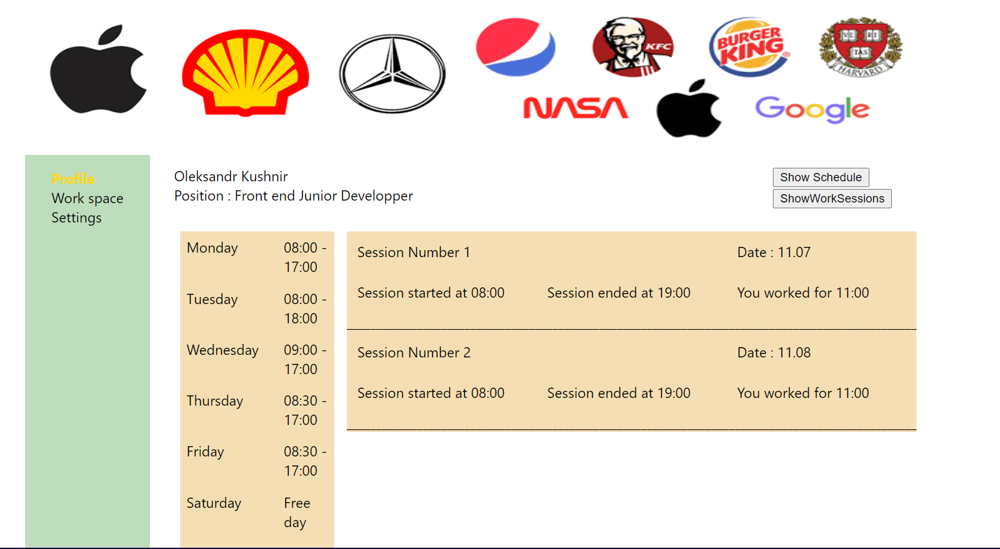 KFC
BURGER
KING
®
VE RI
TAS
HARVARD
NASA
Google
Profile
Work space
Settings
Oleksandr Kushnir
Position : Front end Junior Developper
Show Schedule
ShowWorkSessions
Monday 08:00 -
17:00
Tuesday 08:00 -
18:00
Wednesday 09:00 -
17:00
Thursday 08:30 -
17:00
Friday 08:30 -
17:00
Saturday Free
day
Session Number 1 Date : 11.07
Session started at 08:00 Session ended at 19:00 You worked for 11:00
Session Number 2 Date : 11.08
Session started at 08:00 Session ended at 19:00 You worked for 11:00